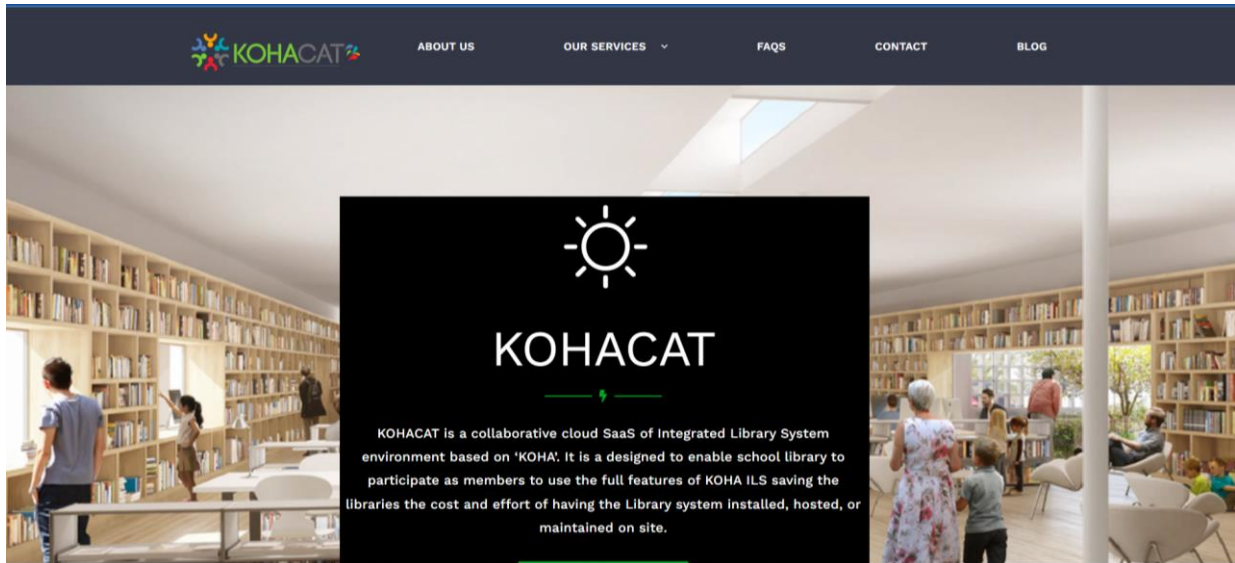 KOHACAT
ABOUT US
OUR SERVICES
FAQS
CONTACT
BLOG
KOHACAT
KOHACAT is a collaborative cloud SaaS of Integrated Library System
environment based on ‘KOHA’. It is a designed to enable school library to
participate as members to use the full features of KOHA ILS saving the
libraries the cost and effort of having the Library system installed, hosted, or
maintained on site.